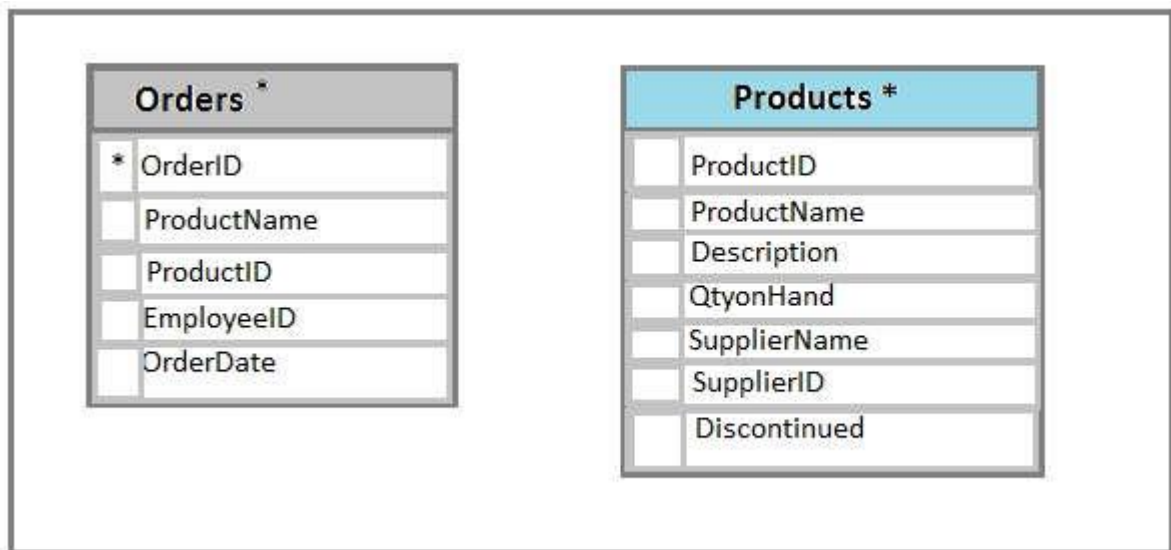 Orders *
* OrderID
ProductName
ProductID
EmployeeID
OrderDate
Products *
ProductID
ProductName
Description
QtyonHand
SupplierName
SupplierID
Discontinued